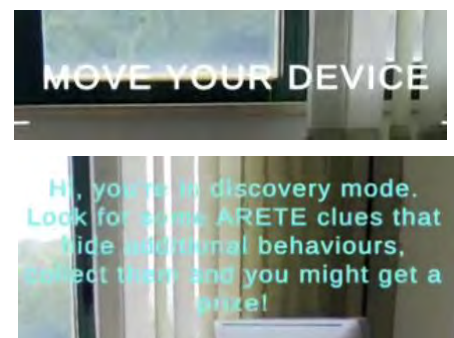 MOVE YOUR DEVICE
Hi, you're in discovery mode.
Look for some ARETE clues that
hide additional behaviours,
collect them and you might get a
prize!